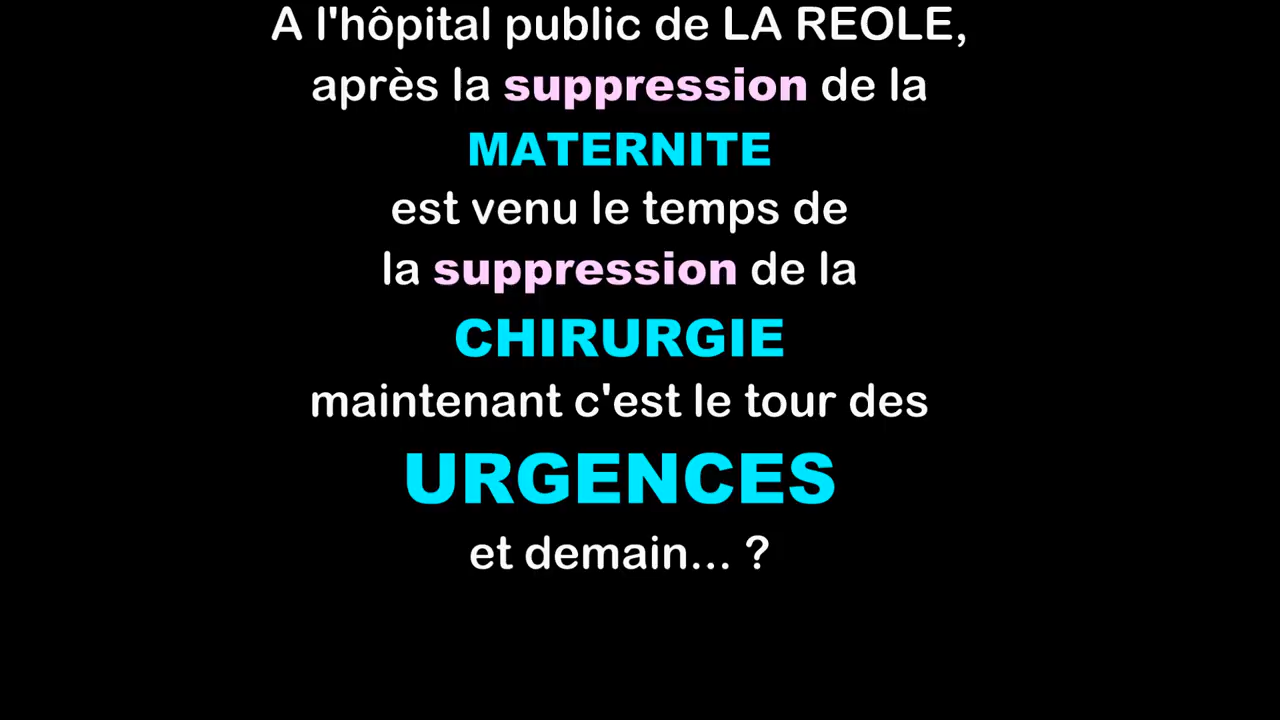 A l'hôpital public de LA REOLE,
après la suppression de la
MATERNITE
est venu le temps de
la suppression de la
CHIRURGIE
maintenant c'est le tour des
URGENCES
et demain... ?